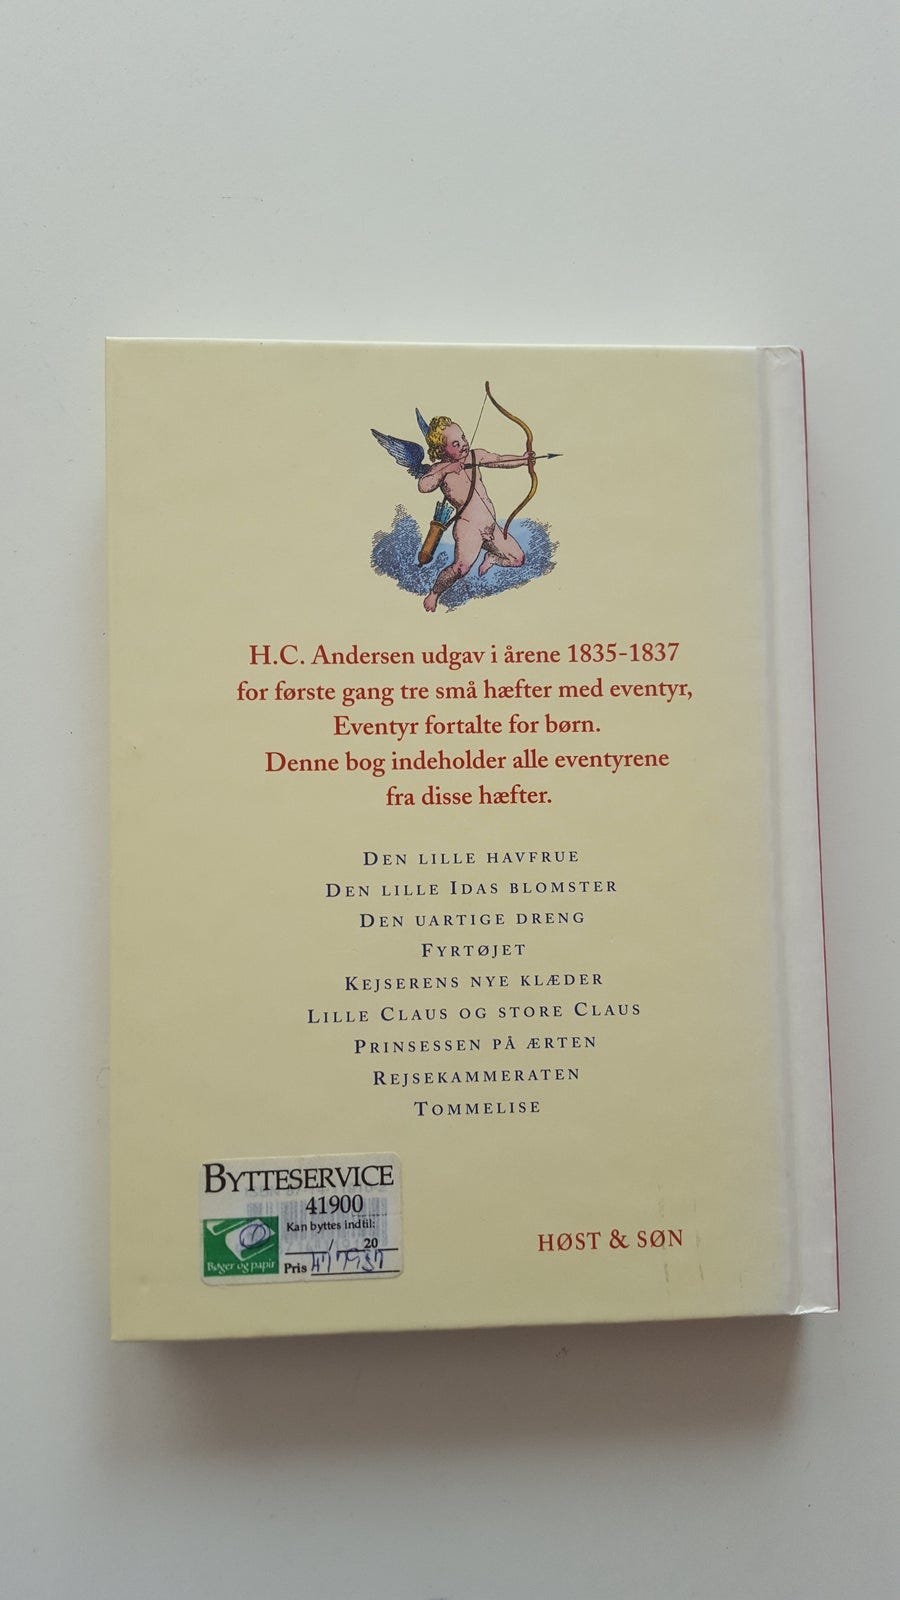 H.C. Andersen udgav i årene 1835-1837
for første gang tre små hæfter med eventyr,
Eventyr fortalte for børn.
Denne bog indeholder alle eventyrene
fra disse hæfter.
DEN LILLE HAVFRUE
DEN LILLE IDAS BLOMSTER
DEN UARTIGE DRENG
FYRTØJET
KEJSERENS NYE KLÆDER
LILLE CLAUS OG STORE CLAUS
PRINSESSEN PÅ ÆRTEN
REJSEKAMMERATEN
TOMMELISE
BYTTESERVICE
41900
Kan byttes indtil:
/ 20
Bøger og papir
Pris
HØST & SØN